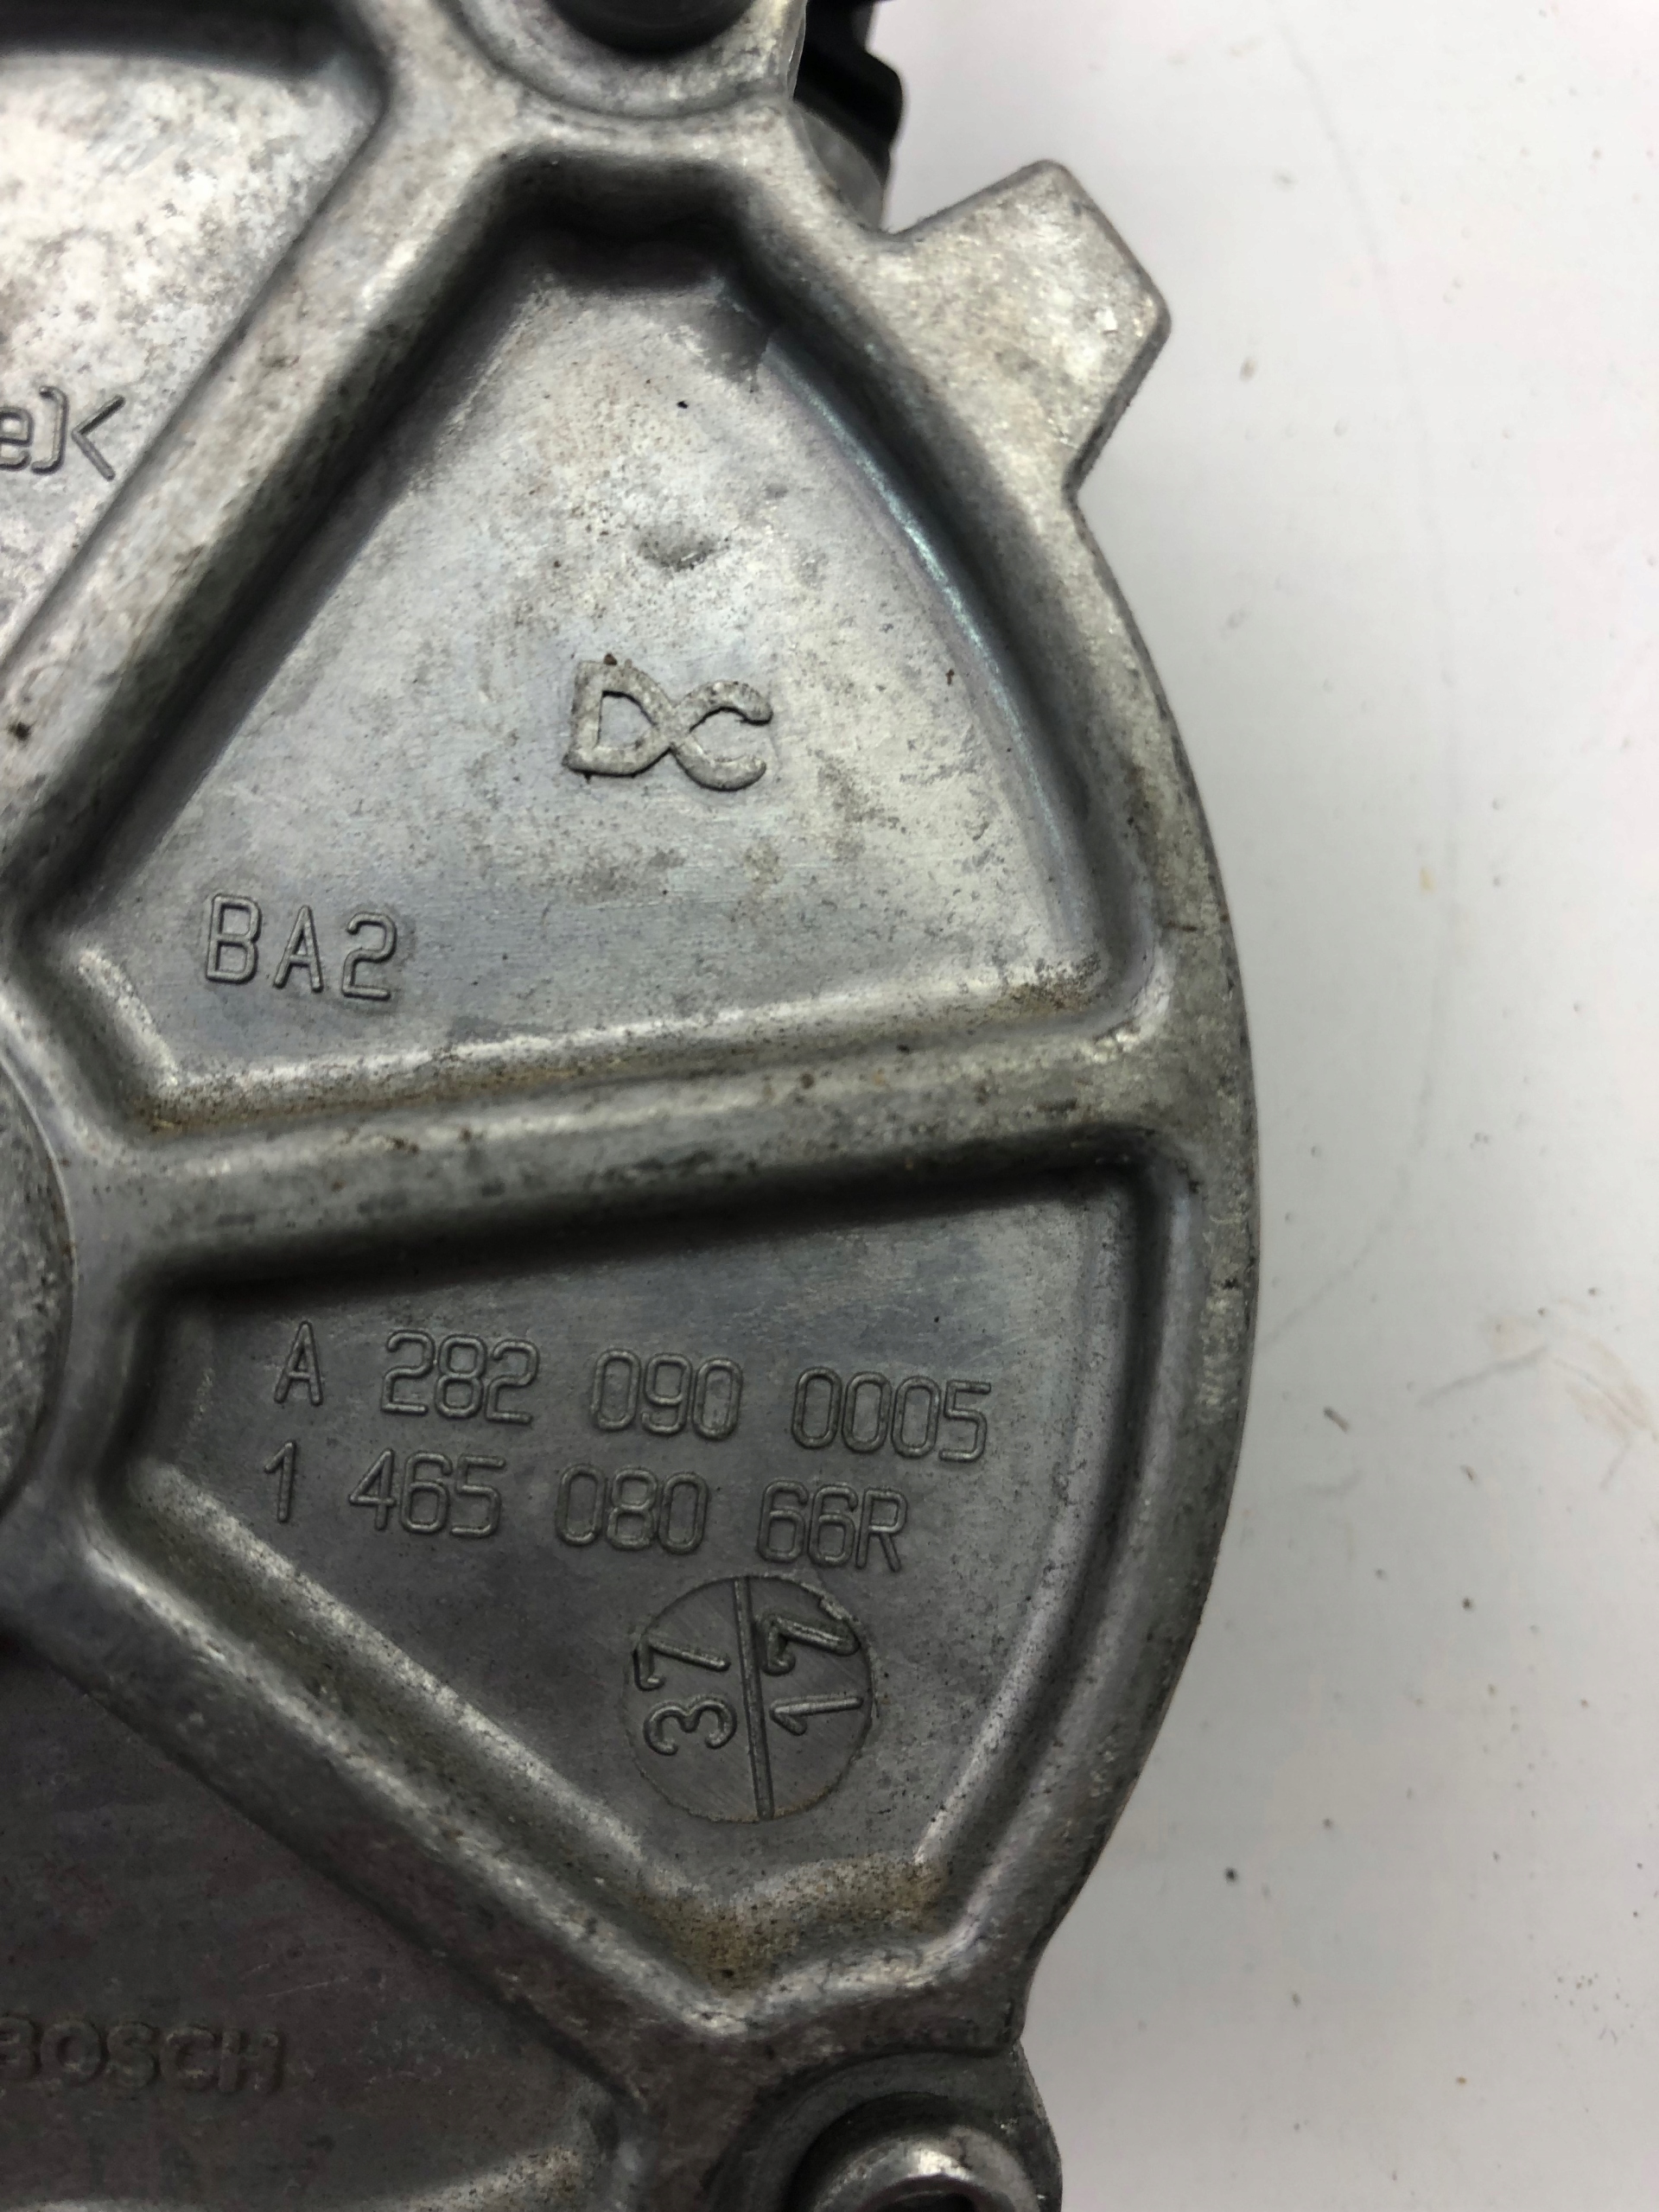 e)<
DC
BA2
A 282 090 0005
1 465 080 66R
37
17
BOSCH